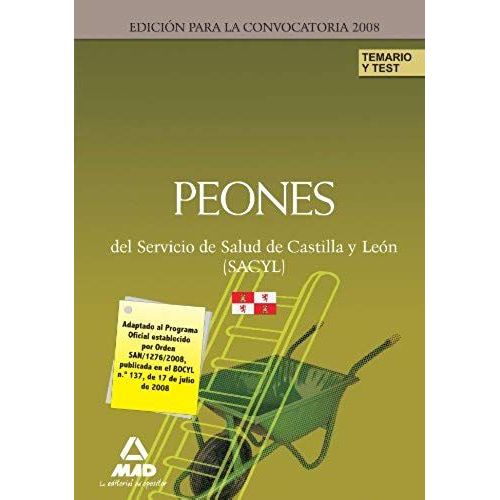 EDICIÓN PARA LA CONVOCATORIA 2008
TEMARIO
Y TEST
PEONES
del Servicio de Salud de Castilla y León
(SACYL)
Adaptado al Programa
Oficial establecido
por Orden
SAN/1276/2008,
publicada en el BOCYL
n.º 137, de 17 de julio
de 2008
MAD
La editorial del opositor